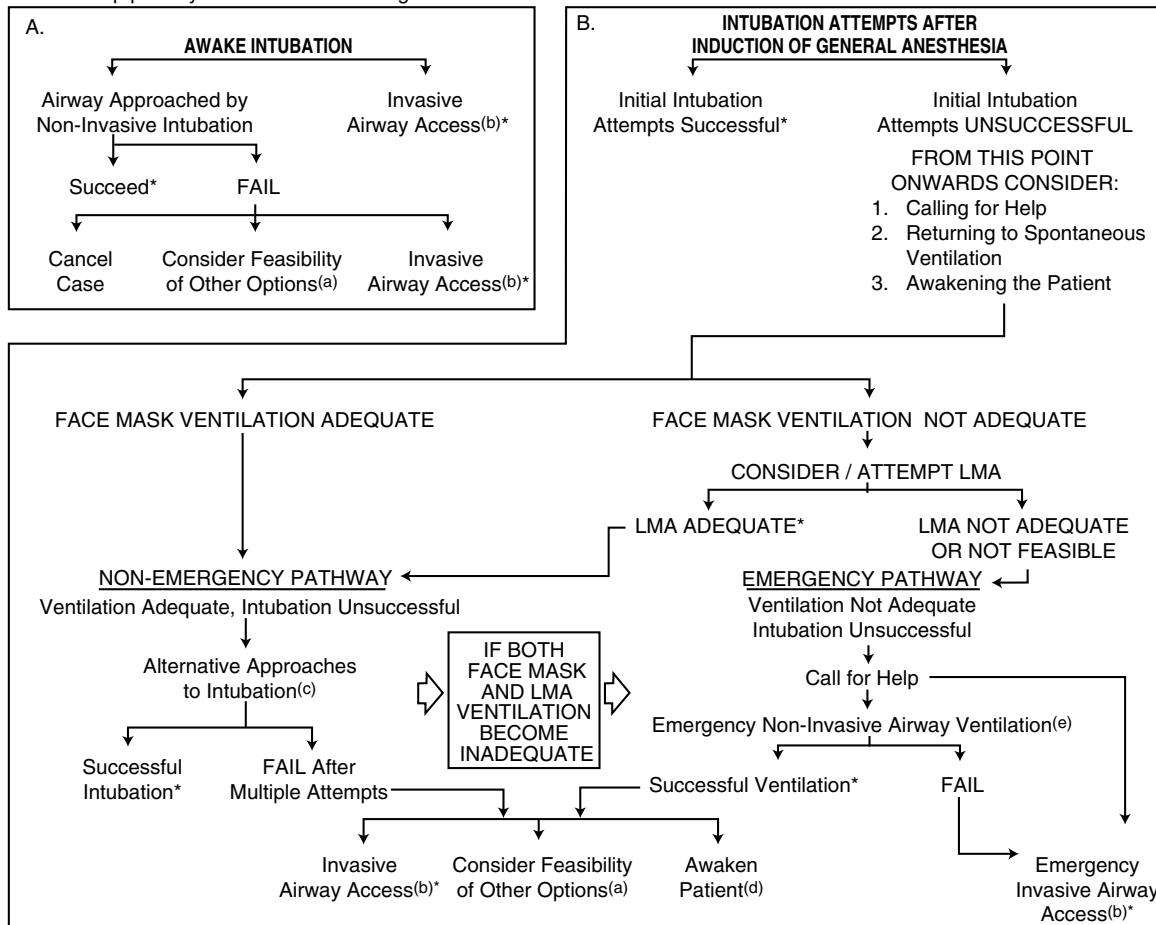 A.
AWAKE INTUBATION
Airway Approached by
Non-Invasive Intubation
Invasive
Airway Access(b)*
Succeed*
FAIL
Cancel
Case
Consider Feasibility
of Other Options(a)
Invasive
Airway Access(b)*
B.
INTUBATION ATTEMPTS AFTER
INDUCTION OF GENERAL ANESTHESIA
Initial Intubation
Attempts Successful*
Initial Intubation
Attempts UNSUCCESSFUL
FROM THIS POINT
ONWARDS CONSIDER:
1. Calling for Help
2. Returning to Spontaneous
Ventilation
3. Awakening the Patient
FACE MASK VENTILATION ADEQUATE
FACE MASK VENTILATION NOT ADEQUATE
CONSIDER / ATTEMPT LMA
LMA ADEQUATE*
LMA NOT ADEQUATE
OR NOT FEASIBLE
NON-EMERGENCY PATHWAY
Ventilation Adequate, Intubation Unsuccessful
EMERGENCY PATHWAY
Ventilation Not Adequate
Intubation Unsuccessful
Alternative Approaches
to Intubation(c)
IF BOTH
FACE MASK
AND LMA
VENTILATION
BECOME
INADEQUATE
Call for Help
Emergency Non-Invasive Airway Ventilation(e)
Successful
Intubation*
FAIL After
Multiple Attempts
Successful Ventilation*
FAIL
Invasive
Airway Access(b)*
Consider Feasibility
of Other Options(a)
Awaken
Patient(d)
Emergency
Invasive Airway
Access(b)*